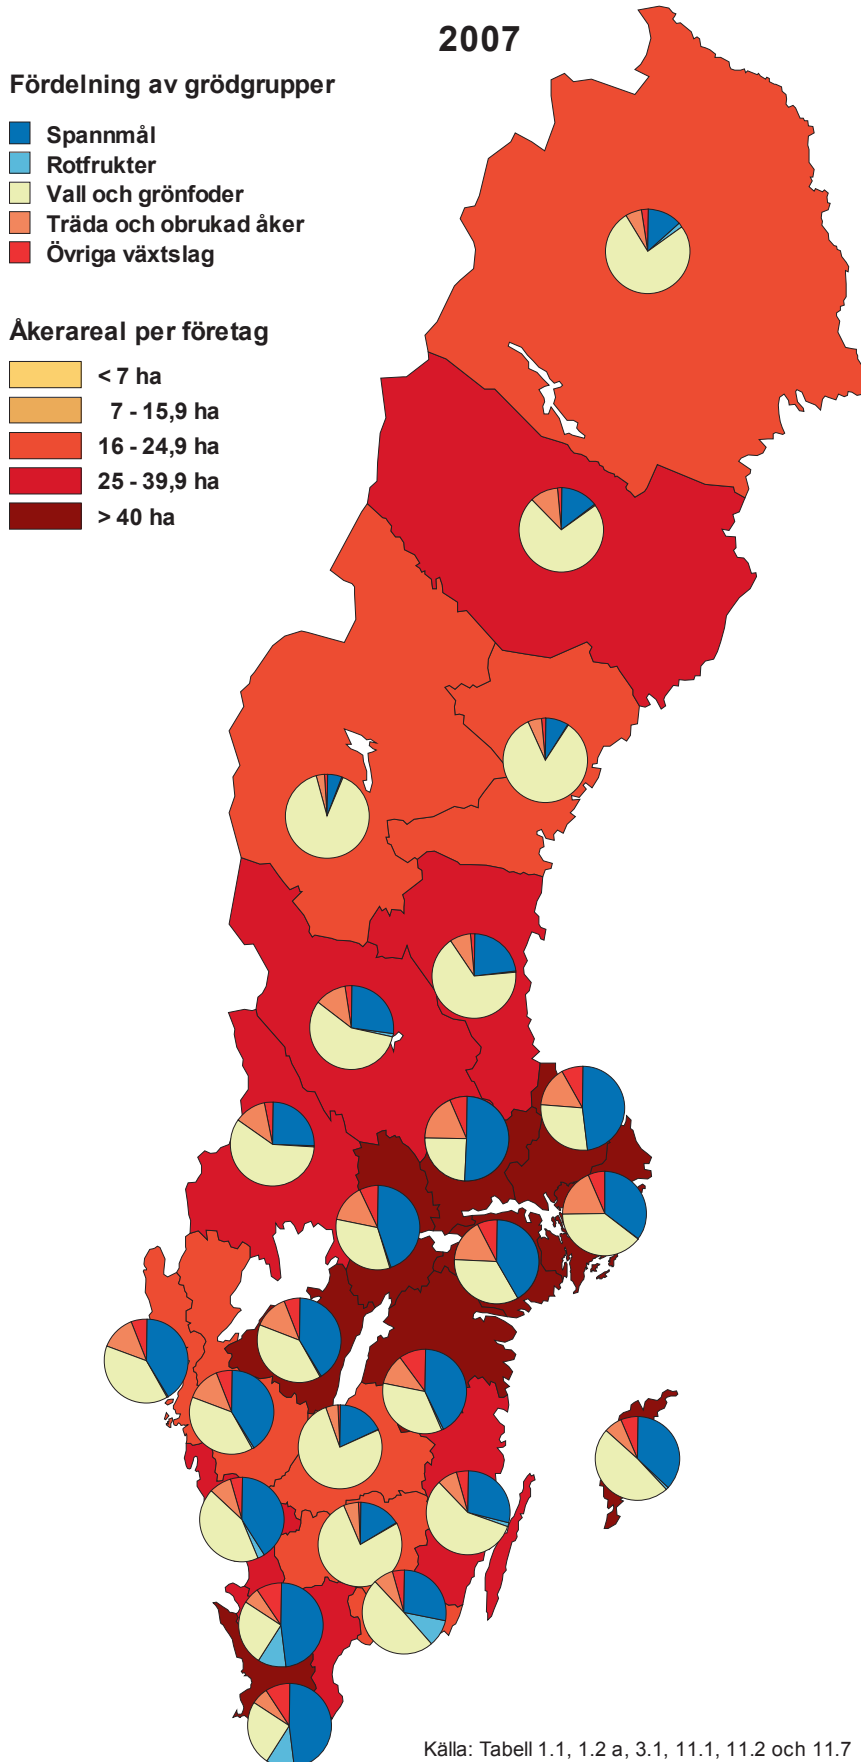 2007
Fördelning av grödgrupper
Spannmål
Rotfrukter
Vall och grönfoder
Träda och obrukad åker
Övriga växtslag
Åkerareal per företag
< 7 ha
7 - 15,9 ha
16 - 24,9 ha
25 - 39,9 ha
> 40 ha
Källa: Tabell 1.1, 1.2 a, 3.1, 11.1, 11.2 och 11.7